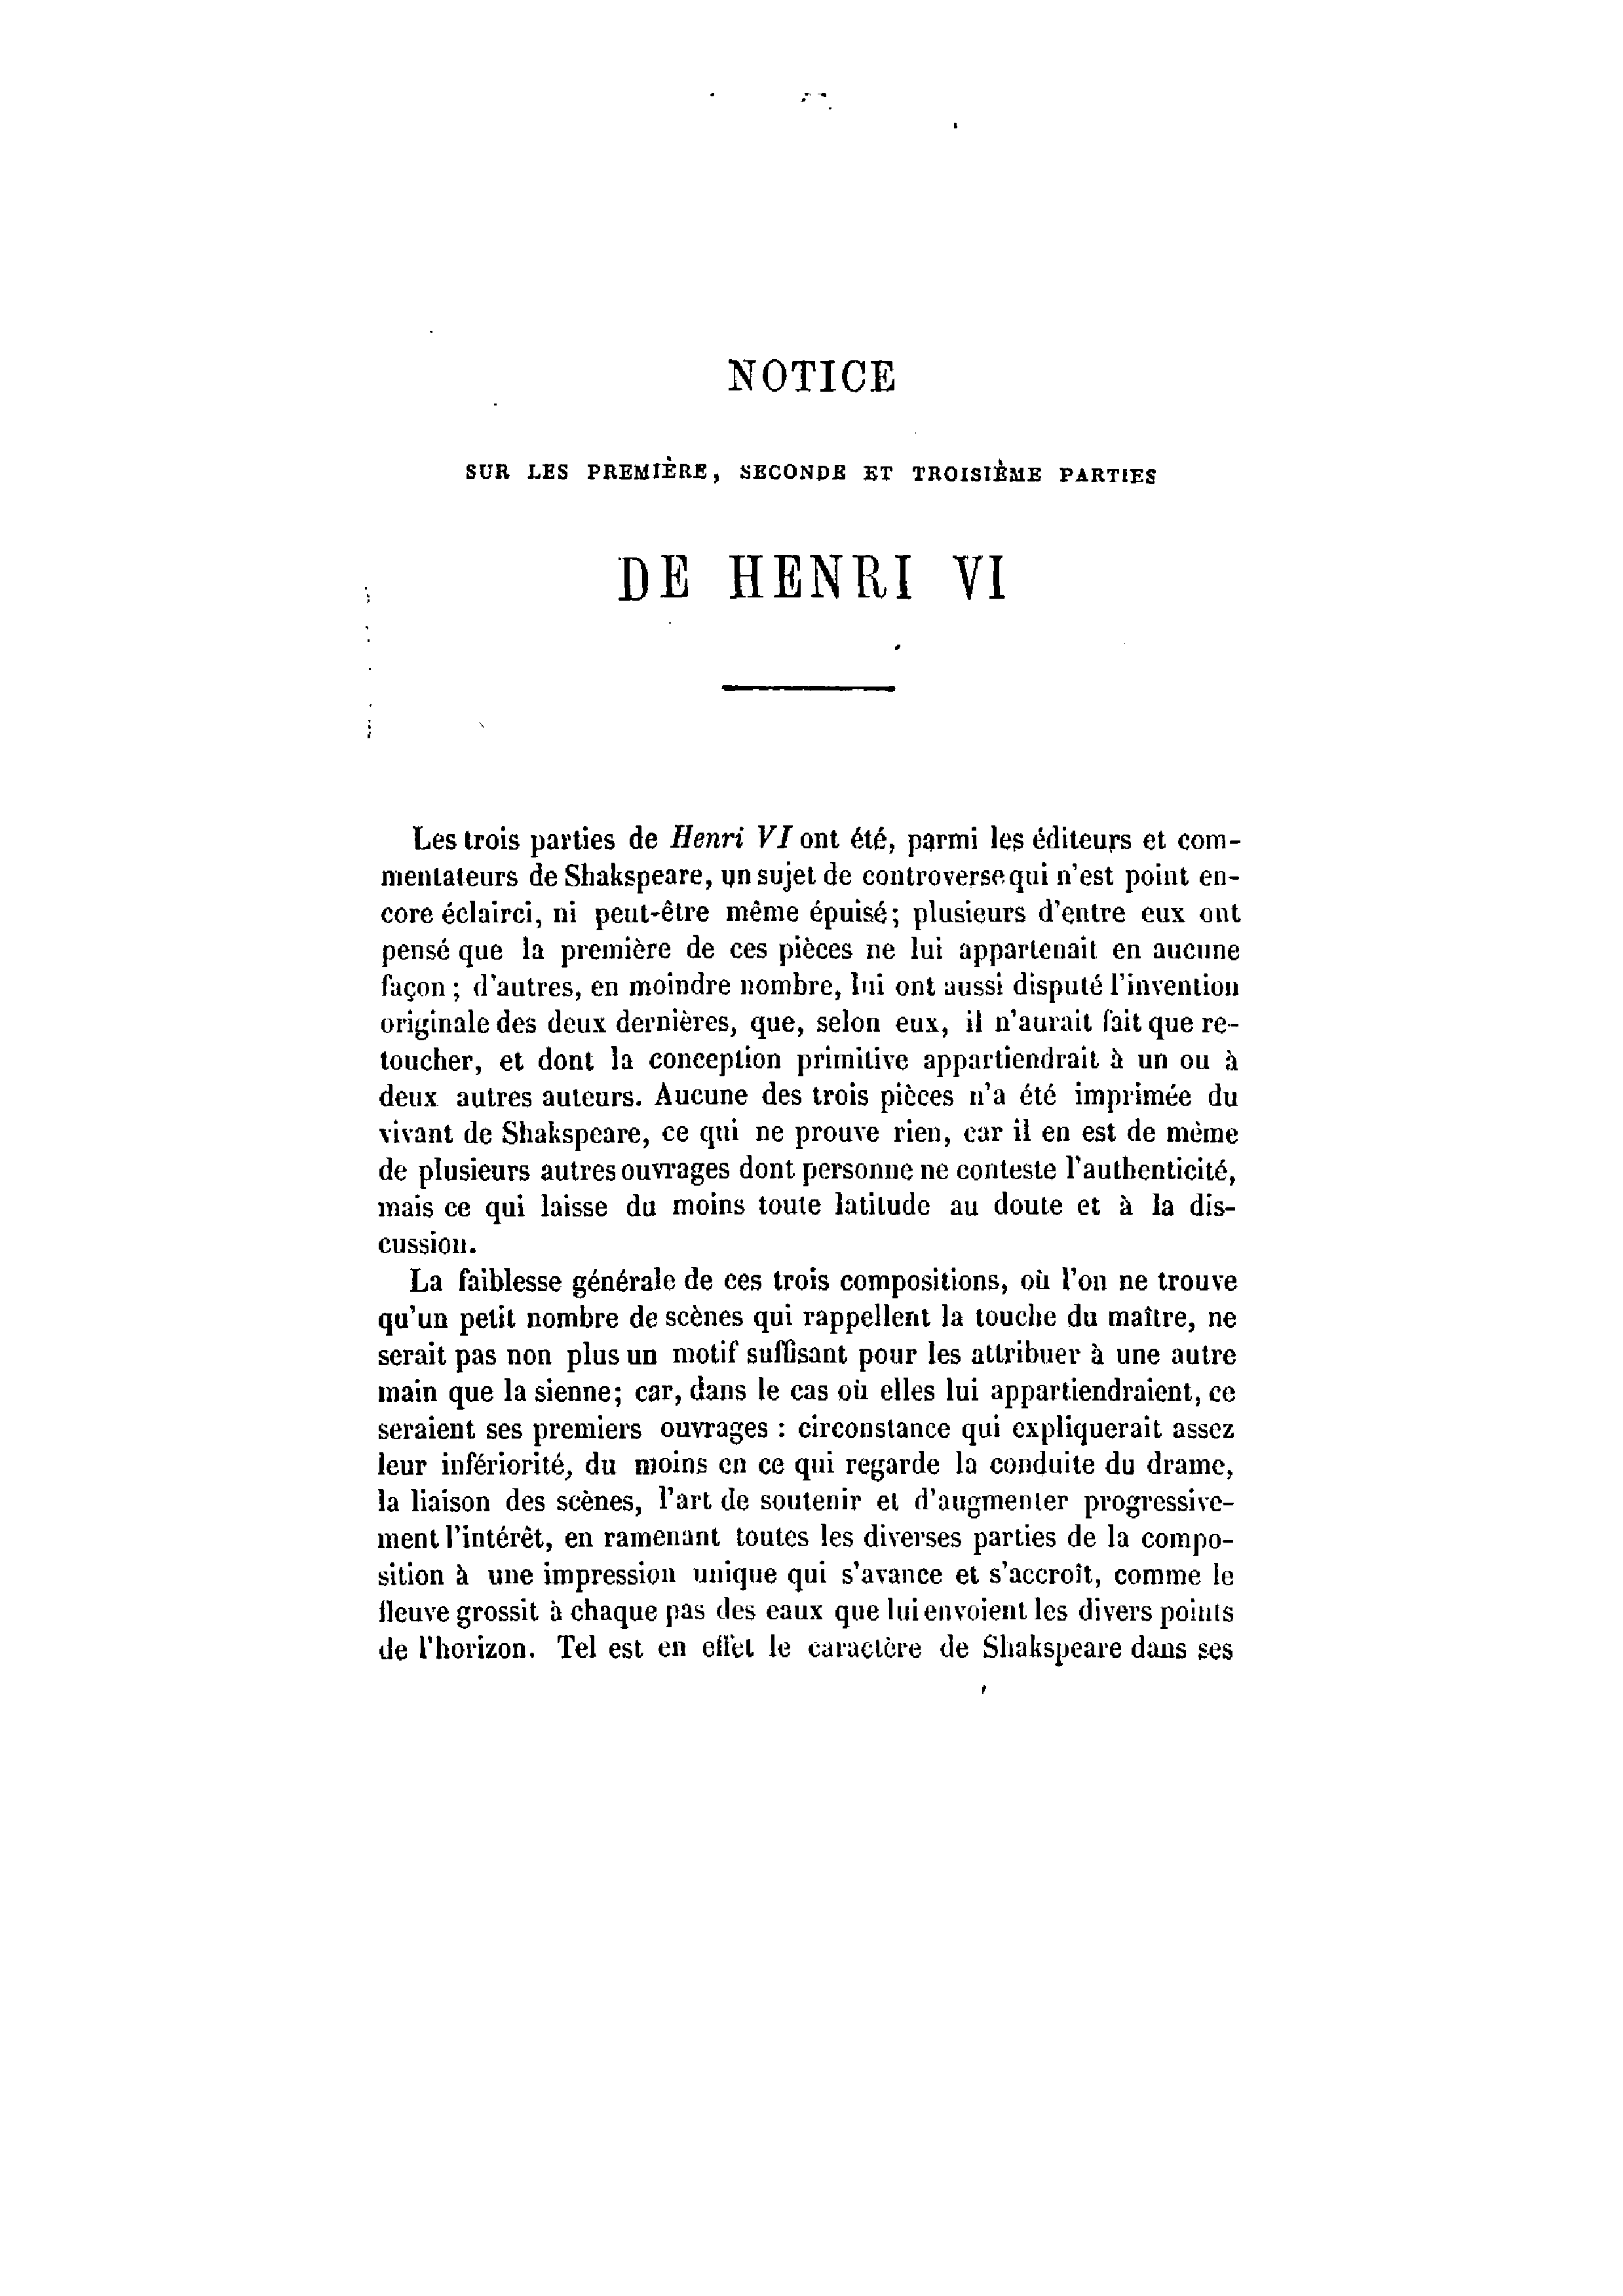 NOTICE
SUR LES PREMIÈRE, SECONDE ET TROISIÈME PARTIES
DE HENRI VI
Les trois parties de Henri VI ont été, parmi les éditeurs et com-
mentateurs de Shakspeare, un sujet de controverse qui n'est point en-
core éclairci, ni peut-être même épuisé; plusieurs d'entre eux ont
pensé que la première de ces pièces ne lui appartenait en aucune
façon ; d'autres, en moindre nombre, lui ont aussi disputé l'invention
originale des deux dernières, que, selon eux, il n'aurait fait que re-
toucher, et dont la conception primitive appartiendrait à un ou à
deux autres auteurs. Aucune des trois pièces n'a été imprimée du
vivant de Shakspeare, ce qui ne prouve rien, car il en est de même
de plusieurs autres ouvrages dont personne ne conteste l'authenticité,
mais ce qui laisse du moins toute latitude au doute et à la dis-
cussion.
La faiblesse générale de ces trois compositions, où l'on ne trouve
qu'un petit nombre de scènes qui rappellent la touche du maître, ne
serait pas non plus un motif suffisant pour les attribuer à une autre
main que la sienne; car, dans le cas où elles lui appartiendraient, ce
seraient ses premiers ouvrages : circonstance qui expliquerait assez
leur infériorité, du moins en ce qui regarde la conduite du drame,
la liaison des scènes, l'art de soutenir et d'augmenter progressive-
ment l'intérêt, en ramenant toutes les diverses parties de la compo-
sition à une impression unique qui s'avance et s'accroît, comme le
fleuve grossit à chaque pas des eaux que lui envoient les divers points
de l'horizon. Tel est en effet le caractère de Shakspeare dans ses